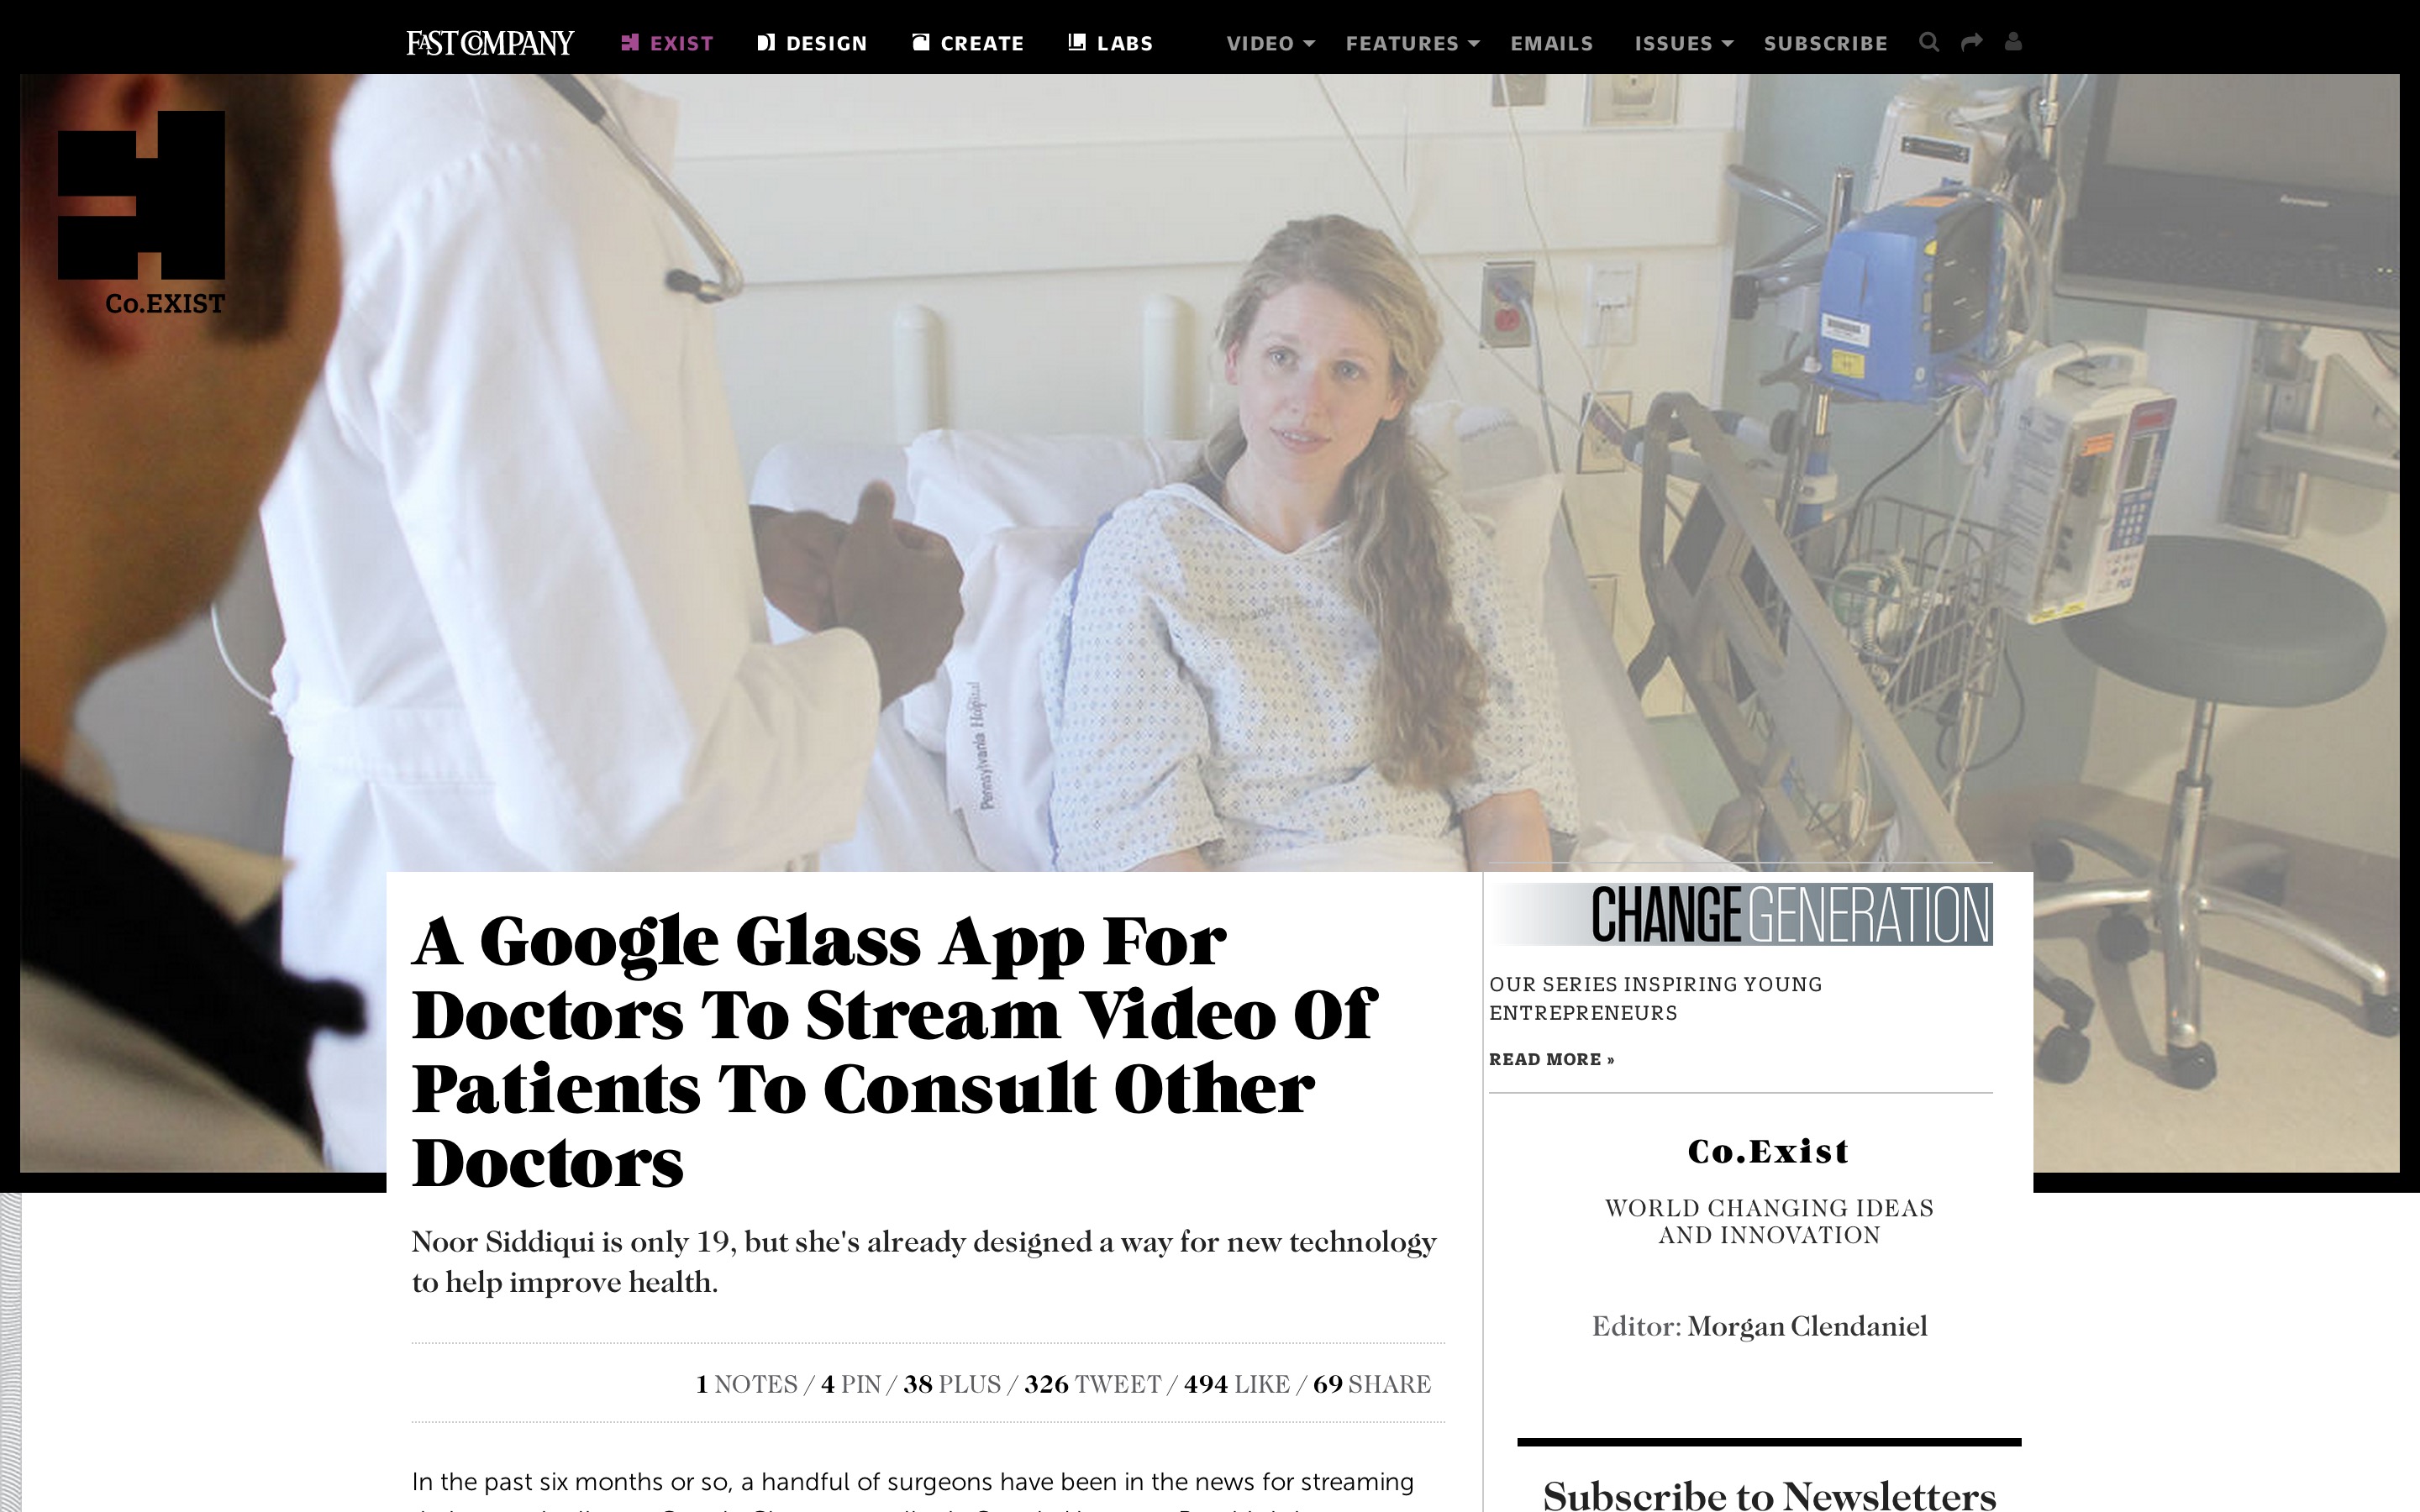 FAST COMPANY
EXIST
DESIGN
CREATE
LABS
VIDEO
FEATURES
EMAILS
ISSUES
SUBSCRIBE
Co.EXIST
lenovo
Pennsylvania Hospital
A Google Glass App For
Doctors To Stream Video Of
Patients To Consult Other
Doctors
Noor Siddiqui is only 19, but she's already designed a way for new technology
to help improve health.
1 NOTES / 4 PIN / 38 PLUS / 326 TWEET / 494 LIKE / 69 SHARE
In the past six months or so, a handful of surgeons have been in the news for streaming
CHANGE GENERATION
OUR SERIES INSPIRING YOUNG
ENTREPRENEURS
READ MORE »
Co.Exist
WORLD CHANGING IDEAS
AND INNOVATION
Editor: Morgan Clendaniel
Subscribe to Newsletters